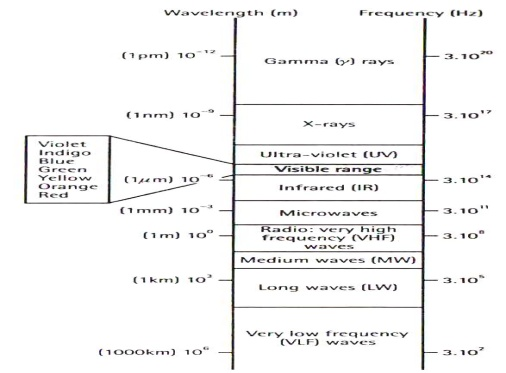 Wavelength (m) Frequency (Hz)
(1pm) 10⁻¹² Gamma (γ) rays 3.10²⁰
(1nm) 10⁻⁹ 3.10¹⁷
X-rays
Violet
Indigo
Blue
Green
Yellow
Orange
Red
Ultra-violet (UV)
Visible range
(1μm) 10⁻⁶ 3.10¹⁴
Infrared (IR)
(1mm) 10⁻³ Microwaves 3.10¹¹
Radio: very high
(1m) 10⁰ frequency (VHF) 3.10⁸
waves
Medium waves (MW)
(1km) 10³ 3.10⁵
Long waves (LW)
Very low frequency
(VLF) waves
(1000km) 10⁶ 3.10²